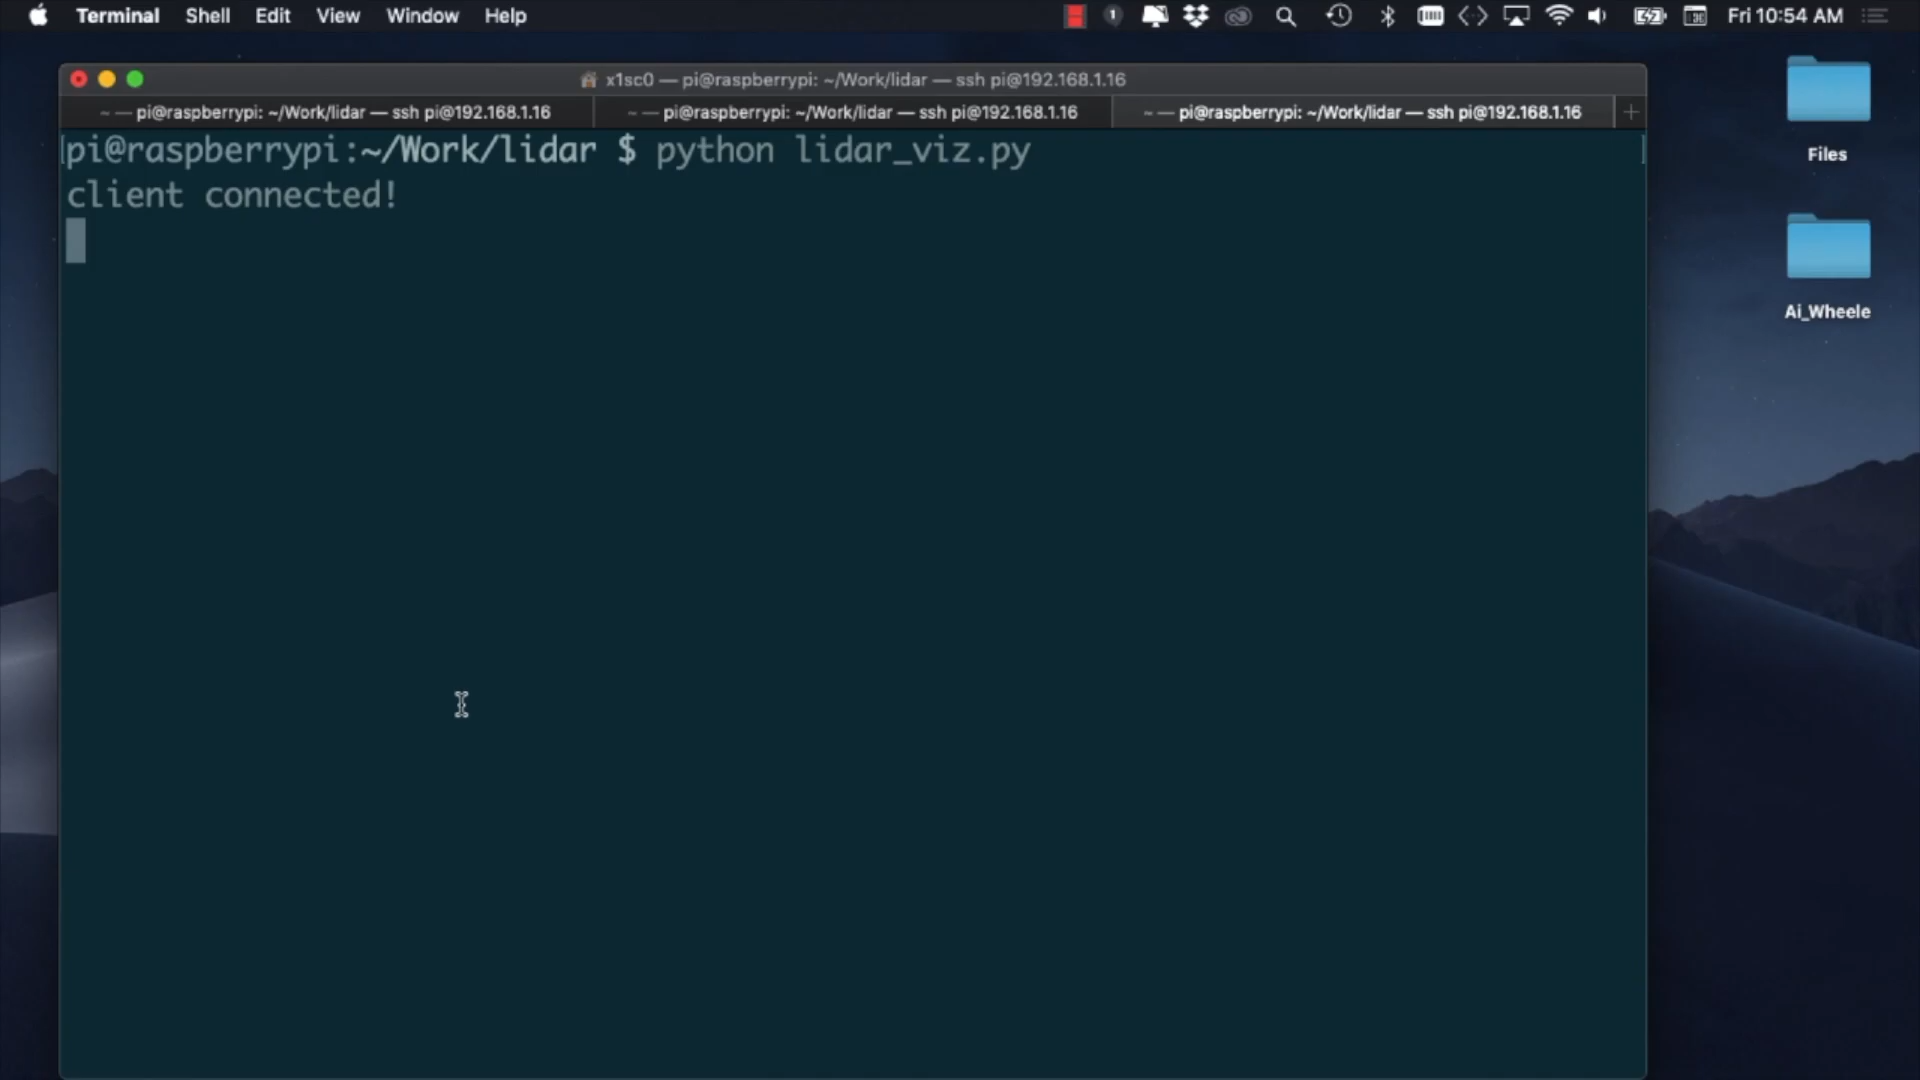 Terminal Shell Edit View Window Help 1 Fri 10:54 AM
x1sc0 — pi@raspberrypi: ~/Work/lidar — ssh pi@192.168.1.16
~ — pi@raspberrypi: ~/Work/lidar — ssh pi@192.168.1.16 ~ — pi@raspberrypi: ~/Work/lidar — ssh pi@192.168.1.16 ~ — pi@raspberrypi: ~/Work/lidar — ssh pi@192.168.1.16 +
[pi@raspberrypi:~/Work/lidar $ python lidar_viz.py ]
client connected!
Files
Ai_Wheele